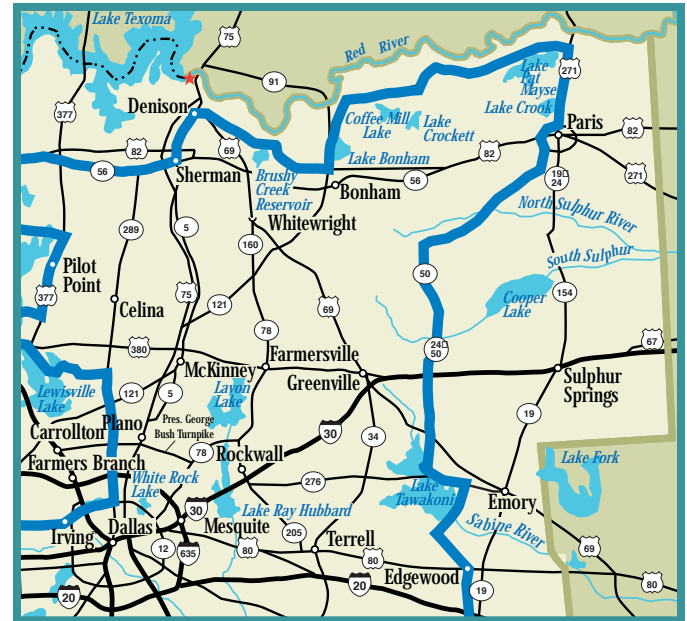 Lake Texoma
75
Red River
91
Lake
Pat
Mayse
271
377
Denison
Coffee Mill
Lake
Lake
Crockett
Lake Crook
Paris
82
82
69
82
56
Sherman
Lake Bonham
Brushy
Creek
Reservoir
Bonham
56
19
24
271
289
5
Whitewright
North Sulphur River
160
South Sulphur
Pilot
Point
50
377
75
121
Cooper
Lake
154
Celina
69
78
380
24
50
67
McKinney
Farmersville
Greenville
Sulphur
Springs
Lewisville
Lake
121
5
Lavon
Lake
Pres. George
Bush Turnpike
19
Carrollton
Plano
30
34
Farmers Branch
78
Rockwall
Lake Fork
White Rock
Lake
276
Lake
Tawakoni
Emory
30
Lake Ray Hubbard
Irving
Dallas
Mesquite
Sabine River
205
Terrell
12
635
80
80
69
Edgewood
20
20
19
80